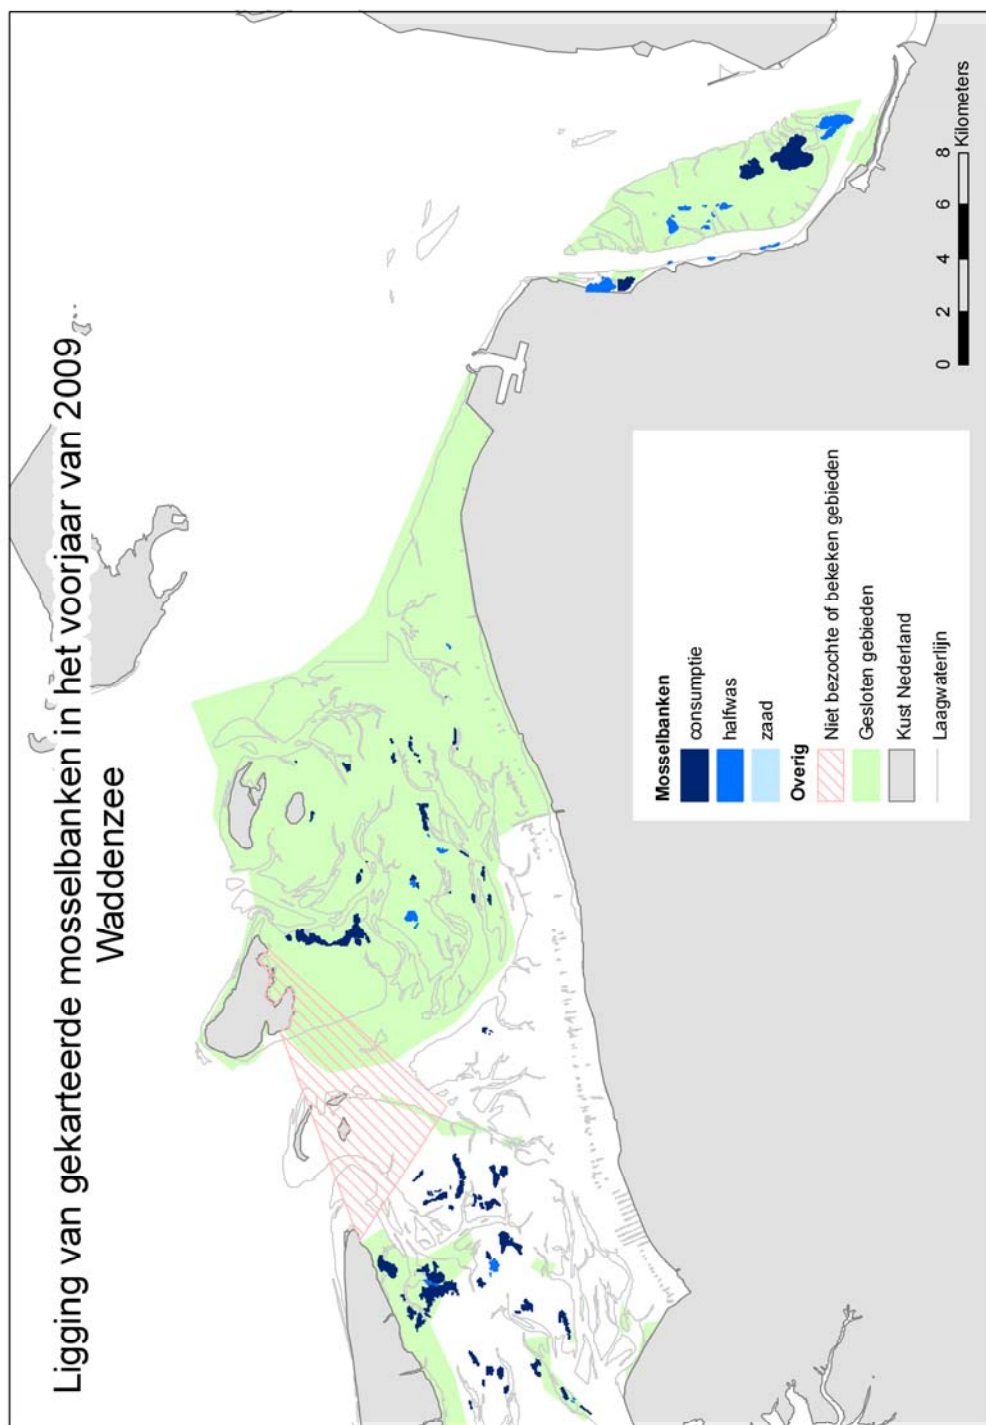 Ligging van gekarteerde mosselbanken in het voorjaar van 2009
Waddenzee
Mosselbanken
consumptie
halfwas
zaad
Overig
Niet bezochte of bekeken gebieden
Gesloten gebieden
Kust Nederland
Laagwaterlijn
0 2 4 6 8
Kilometers